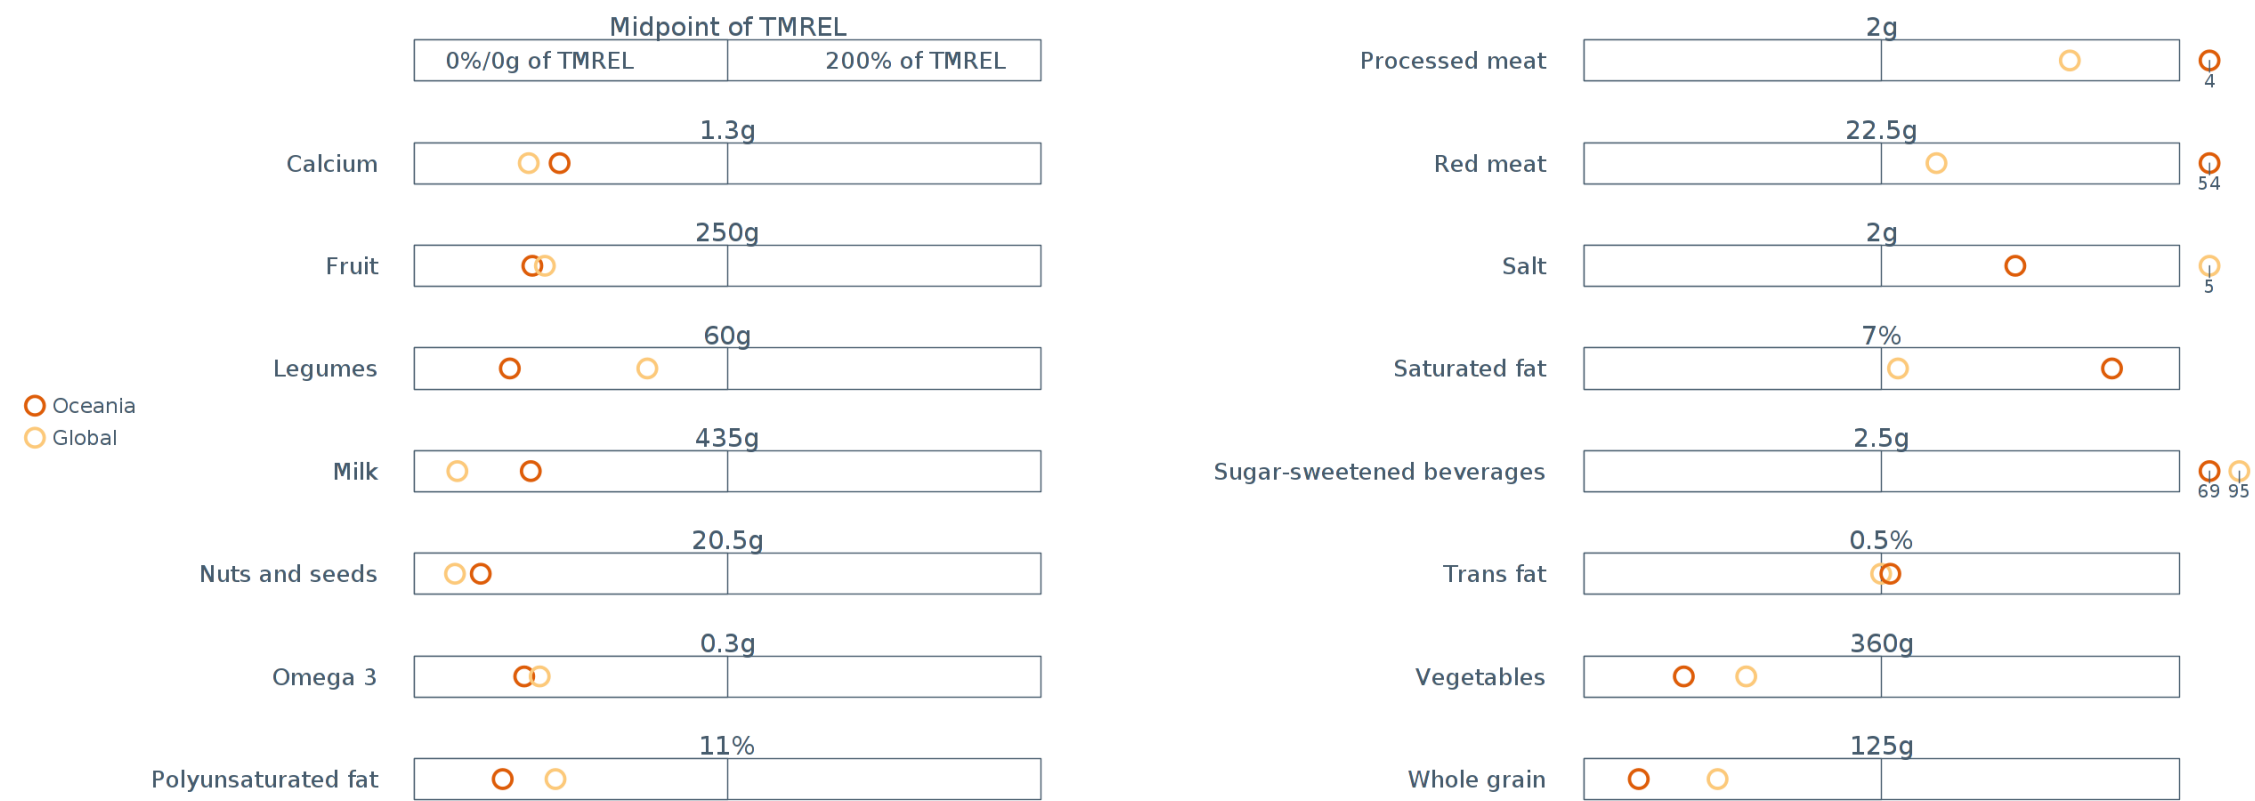 Midpoint of TMREL
0%/0g of TMREL 200% of TMREL
Calcium 1.3g
Fruit 250g
Legumes 60g
Milk 435g
Nuts and seeds 20.5g
Omega 3 0.3g
Polyunsaturated fat 11%
Oceania
Global
Processed meat 2g
4
Red meat 22.5g
54
Salt 2g
5
Saturated fat 7%
Sugar-sweetened beverages 2.5g
69 95
Trans fat 0.5%
Vegetables 360g
Whole grain 125g